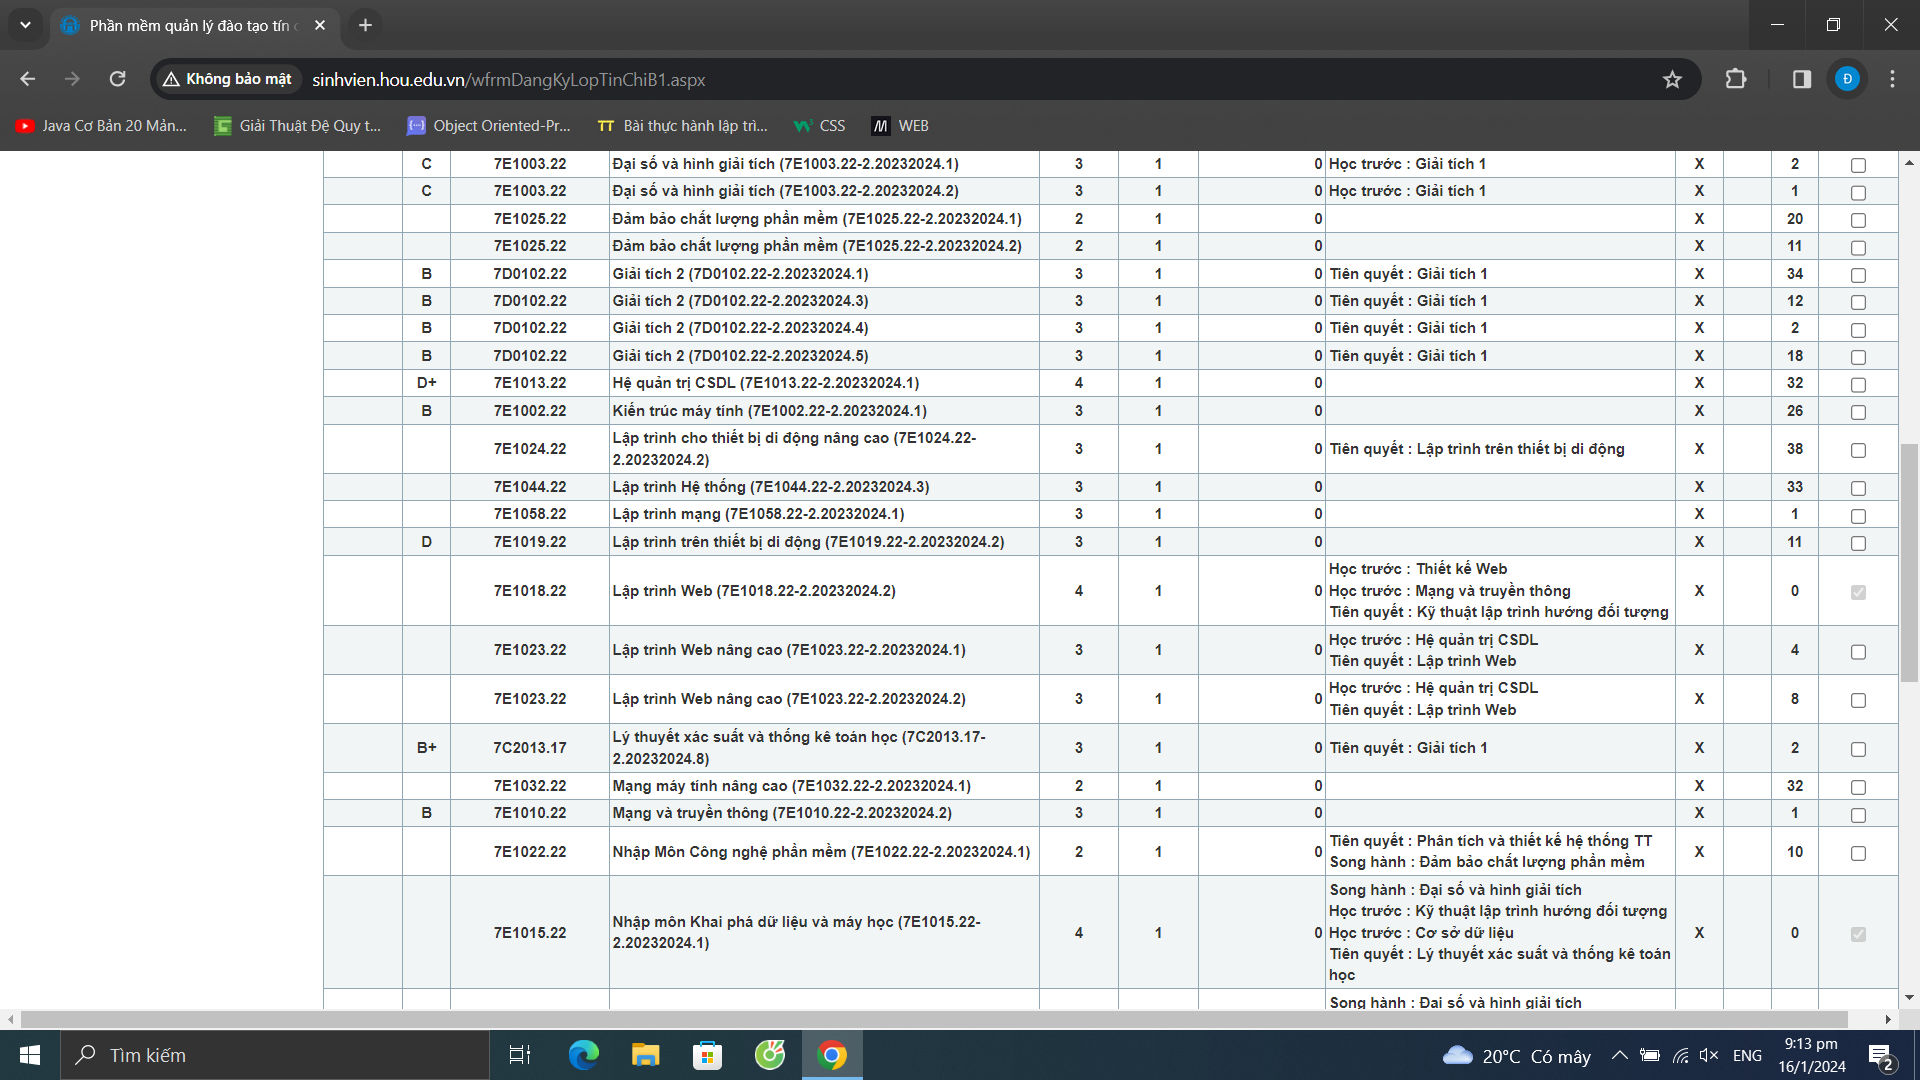 Phần mềm quản lý đào tạo tín c
Không bảo mật sinhvien.hou.edu.vn/wfrmDangKyLopTinChiB1.aspx Đ
Java Cơ Bản 20 Mản... Giải Thuật Đệ Quy t... Object Oriented-Pr... TT Bài thực hành lập trì... CSS WEB
C 7E1003.22 Đại số và hình giải tích (7E1003.22-2.20232024.1) 3 1 0 Học trước : Giải tích 1 X 2
C 7E1003.22 Đại số và hình giải tích (7E1003.22-2.20232024.2) 3 1 0 Học trước : Giải tích 1 X 1
7E1025.22 Đảm bảo chất lượng phần mềm (7E1025.22-2.20232024.1) 2 1 0 X 20
7E1025.22 Đảm bảo chất lượng phần mềm (7E1025.22-2.20232024.2) 2 1 0 X 11
B 7D0102.22 Giải tích 2 (7D0102.22-2.20232024.1) 3 1 0 Tiên quyết : Giải tích 1 X 34
B 7D0102.22 Giải tích 2 (7D0102.22-2.20232024.3) 3 1 0 Tiên quyết : Giải tích 1 X 12
B 7D0102.22 Giải tích 2 (7D0102.22-2.20232024.4) 3 1 0 Tiên quyết : Giải tích 1 X 2
B 7D0102.22 Giải tích 2 (7D0102.22-2.20232024.5) 3 1 0 Tiên quyết : Giải tích 1 X 18
D+ 7E1013.22 Hệ quản trị CSDL (7E1013.22-2.20232024.1) 4 1 0 X 32
B 7E1002.22 Kiến trúc máy tính (7E1002.22-2.20232024.1) 3 1 0 X 26
7E1024.22 Lập trình cho thiết bị di động nâng cao (7E1024.22-
2.20232024.2) 3 1 0 Tiên quyết : Lập trình trên thiết bị di động X 38
7E1044.22 Lập trình Hệ thống (7E1044.22-2.20232024.3) 3 1 0 X 33
7E1058.22 Lập trình mạng (7E1058.22-2.20232024.1) 3 1 0 X 1
D 7E1019.22 Lập trình trên thiết bị di động (7E1019.22-2.20232024.2) 3 1 0 X 11
Học trước : Thiết kế Web
7E1018.22 Lập trình Web (7E1018.22-2.20232024.2) 4 1 0 Học trước : Mạng và truyền thông X 0
Tiên quyết : Kỹ thuật lập trình hướng đối tượng
7E1023.22 Lập trình Web nâng cao (7E1023.22-2.20232024.1) 3 1 0 Học trước : Hệ quản trị CSDL X 4
Tiên quyết : Lập trình Web
7E1023.22 Lập trình Web nâng cao (7E1023.22-2.20232024.2) 3 1 0 Học trước : Hệ quản trị CSDL X 8
Tiên quyết : Lập trình Web
B+ 7C2013.17 Lý thuyết xác suất và thống kê toán học (7C2013.17-
2.20232024.8) 3 1 0 Tiên quyết : Giải tích 1 X 2
7E1032.22 Mạng máy tính nâng cao (7E1032.22-2.20232024.1) 2 1 0 X 32
B 7E1010.22 Mạng và truyền thông (7E1010.22-2.20232024.2) 3 1 0 X 1
7E1022.22 Nhập Môn Công nghệ phần mềm (7E1022.22-2.20232024.1) 2 1 0 Tiên quyết : Phân tích và thiết kế hệ thống TT X 10
Song hành : Đảm bảo chất lượng phần mềm
Song hành : Đại số và hình giải tích
Học trước : Kỹ thuật lập trình hướng đối tượng
7E1015.22 Nhập môn Khai phá dữ liệu và máy học (7E1015.22-
2.20232024.1) 4 1 0 Học trước : Cơ sở dữ liệu X 0
Tiên quyết : Lý thuyết xác suất và thống kê toán
học
Song hành : Đại số và hình giải tích
Tìm kiếm 20°C Có mây ENG 9:13 pm
16/1/2024 2